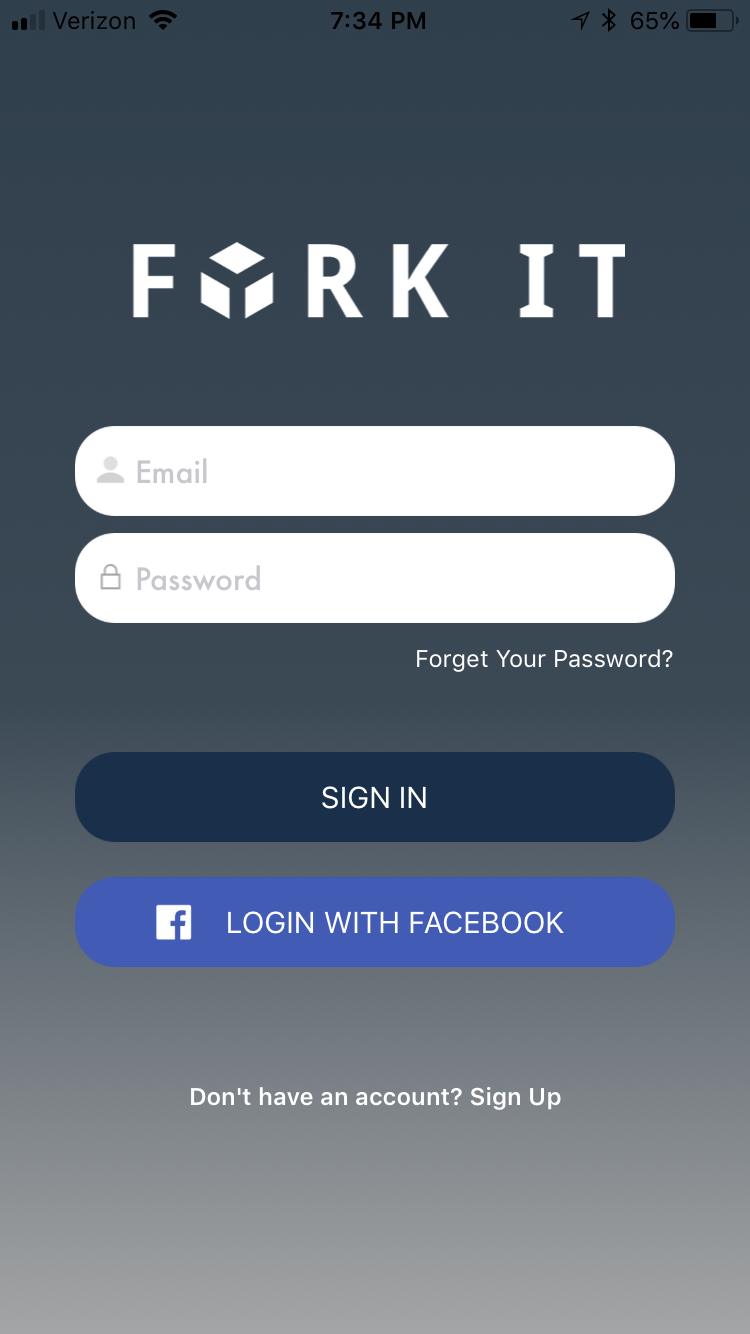 Verizon 7:34 PM 65%
FORK IT
Email
Password
Forget Your Password?
SIGN IN
LOGIN WITH FACEBOOK
Don't have an account? Sign Up